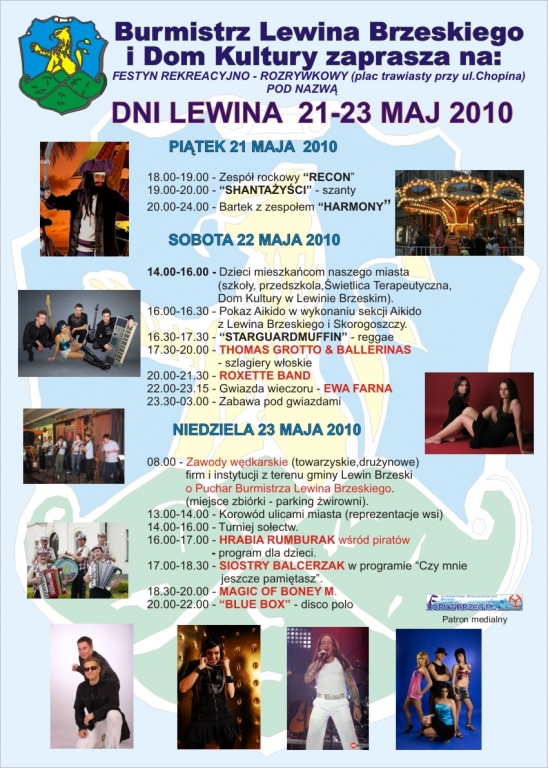 Burmistrz Lewina Brzeskiego
i Dom Kultury zaprasza na:
FESTYN REKREACYJNO - ROZRYWKOWY (plac trawiasty przy ul.Chopina)
POD NAZWĄ
DNI LEWINA 21-23 MAJ 2010
PIĄTEK 21 MAJA 2010
18.00-19.00 - Zespół rockowy “RECON”
19.00-20.00 - “SHANTAŻYŚCI” - szanty
20.00-24.00 - Bartek z zespołem “HARMONY”
SOBOTA 22 MAJA 2010
14.00-16.00 - Dzieci mieszkańcom naszego miasta
(szkoły, przedszkola,Świetlica Terapeutyczna,
Dom Kultury w Lewinie Brzeskim).
16.00-16.30 - Pokaz Aikido w wykonaniu sekcji Aikido
z Lewina Brzeskiego i Skorogoszczy.
16.30-17.30 - “STARGUARDMUFFIN” - reggae
17.30-20.00 - THOMAS GROTTO & BALLERINAS
- szlagiery włoskie
20.00-21.30 - ROXETTE BAND
22.00-23.15 - Gwiazda wieczoru - EWA FARNA
23.30-03.00 - Zabawa pod gwiazdami
NIEDZIELA 23 MAJA 2010
08.00 - Zawody wędkarskie (towarzyskie,drużynowe)
firm i instytucji z terenu gminy Lewin Brzeski
o Puchar Burmistrza Lewina Brzeskiego.
(miejsce zbiórki - parking żwirowni).
13.00-14.00 - Korowód ulicami miasta (reprezentacje wsi)
14.00-16.00 - Turniej sołectw.
16.00-17.00 - HRABIA RUMBURAK wśród piratów
- program dla dzieci.
17.00-18.30 - SIOSTRY BALCERZAK w programie “Czy mnie
jeszcze pamiętasz”.
18.30-20.00 - MAGIC OF BONEY M.
20.00-22.00 - “BLUE BOX” - disco polo
Patron medialny